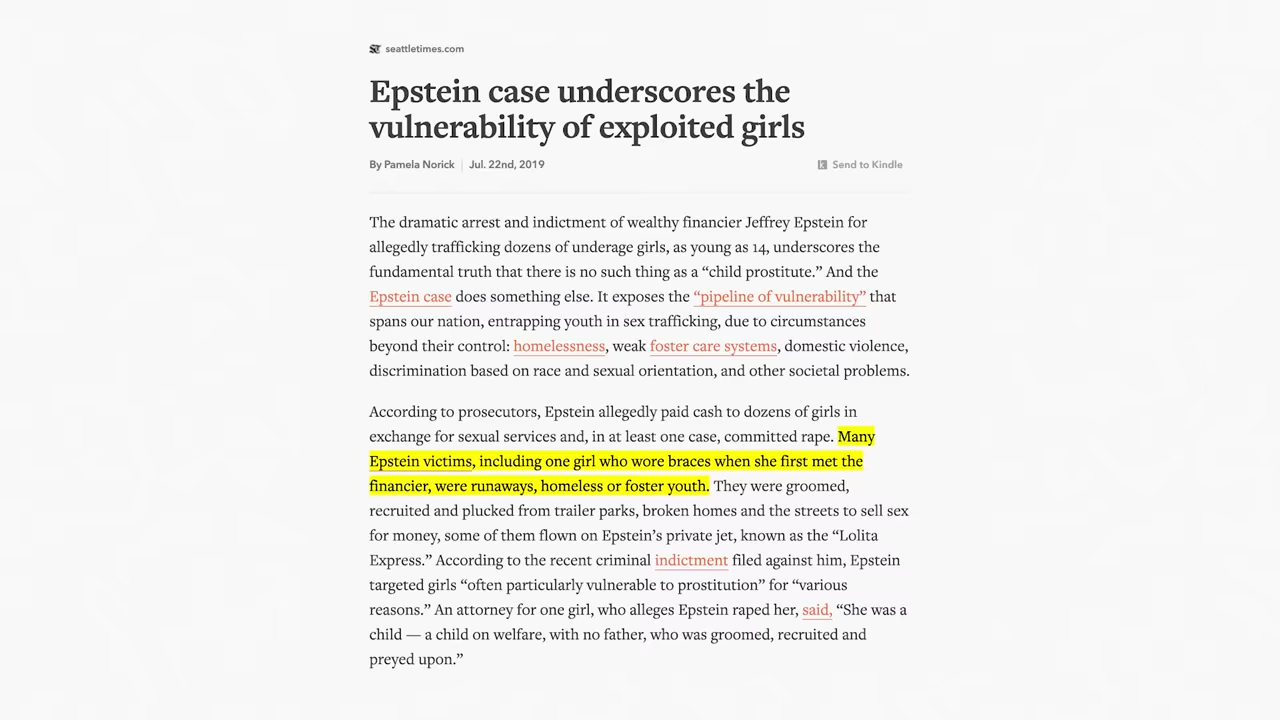 seattletimes.com
Epstein case underscores the
vulnerability of exploited girls
By Pamela Norick | Jul. 22nd, 2019 Send to Kindle
The dramatic arrest and indictment of wealthy financier Jeffrey Epstein for
allegedly trafficking dozens of underage girls, as young as 14, underscores the
fundamental truth that there is no such thing as a “child prostitute.” And the
Epstein case does something else. It exposes the “pipeline of vulnerability” that
spans our nation, entrapping youth in sex trafficking, due to circumstances
beyond their control: homelessness, weak foster care systems, domestic violence,
discrimination based on race and sexual orientation, and other societal problems.
According to prosecutors, Epstein allegedly paid cash to dozens of girls in
exchange for sexual services and, in at least one case, committed rape. Many
Epstein victims, including one girl who wore braces when she first met the
financier, were runaways, homeless or foster youth. They were groomed,
recruited and plucked from trailer parks, broken homes and the streets to sell sex
for money, some of them flown on Epstein’s private jet, known as the “Lolita
Express.” According to the recent criminal indictment filed against him, Epstein
targeted girls “often particularly vulnerable to prostitution” for “various
reasons.” An attorney for one girl, who alleges Epstein raped her, said, “She was a
child — a child on welfare, with no father, who was groomed, recruited and
preyed upon.”